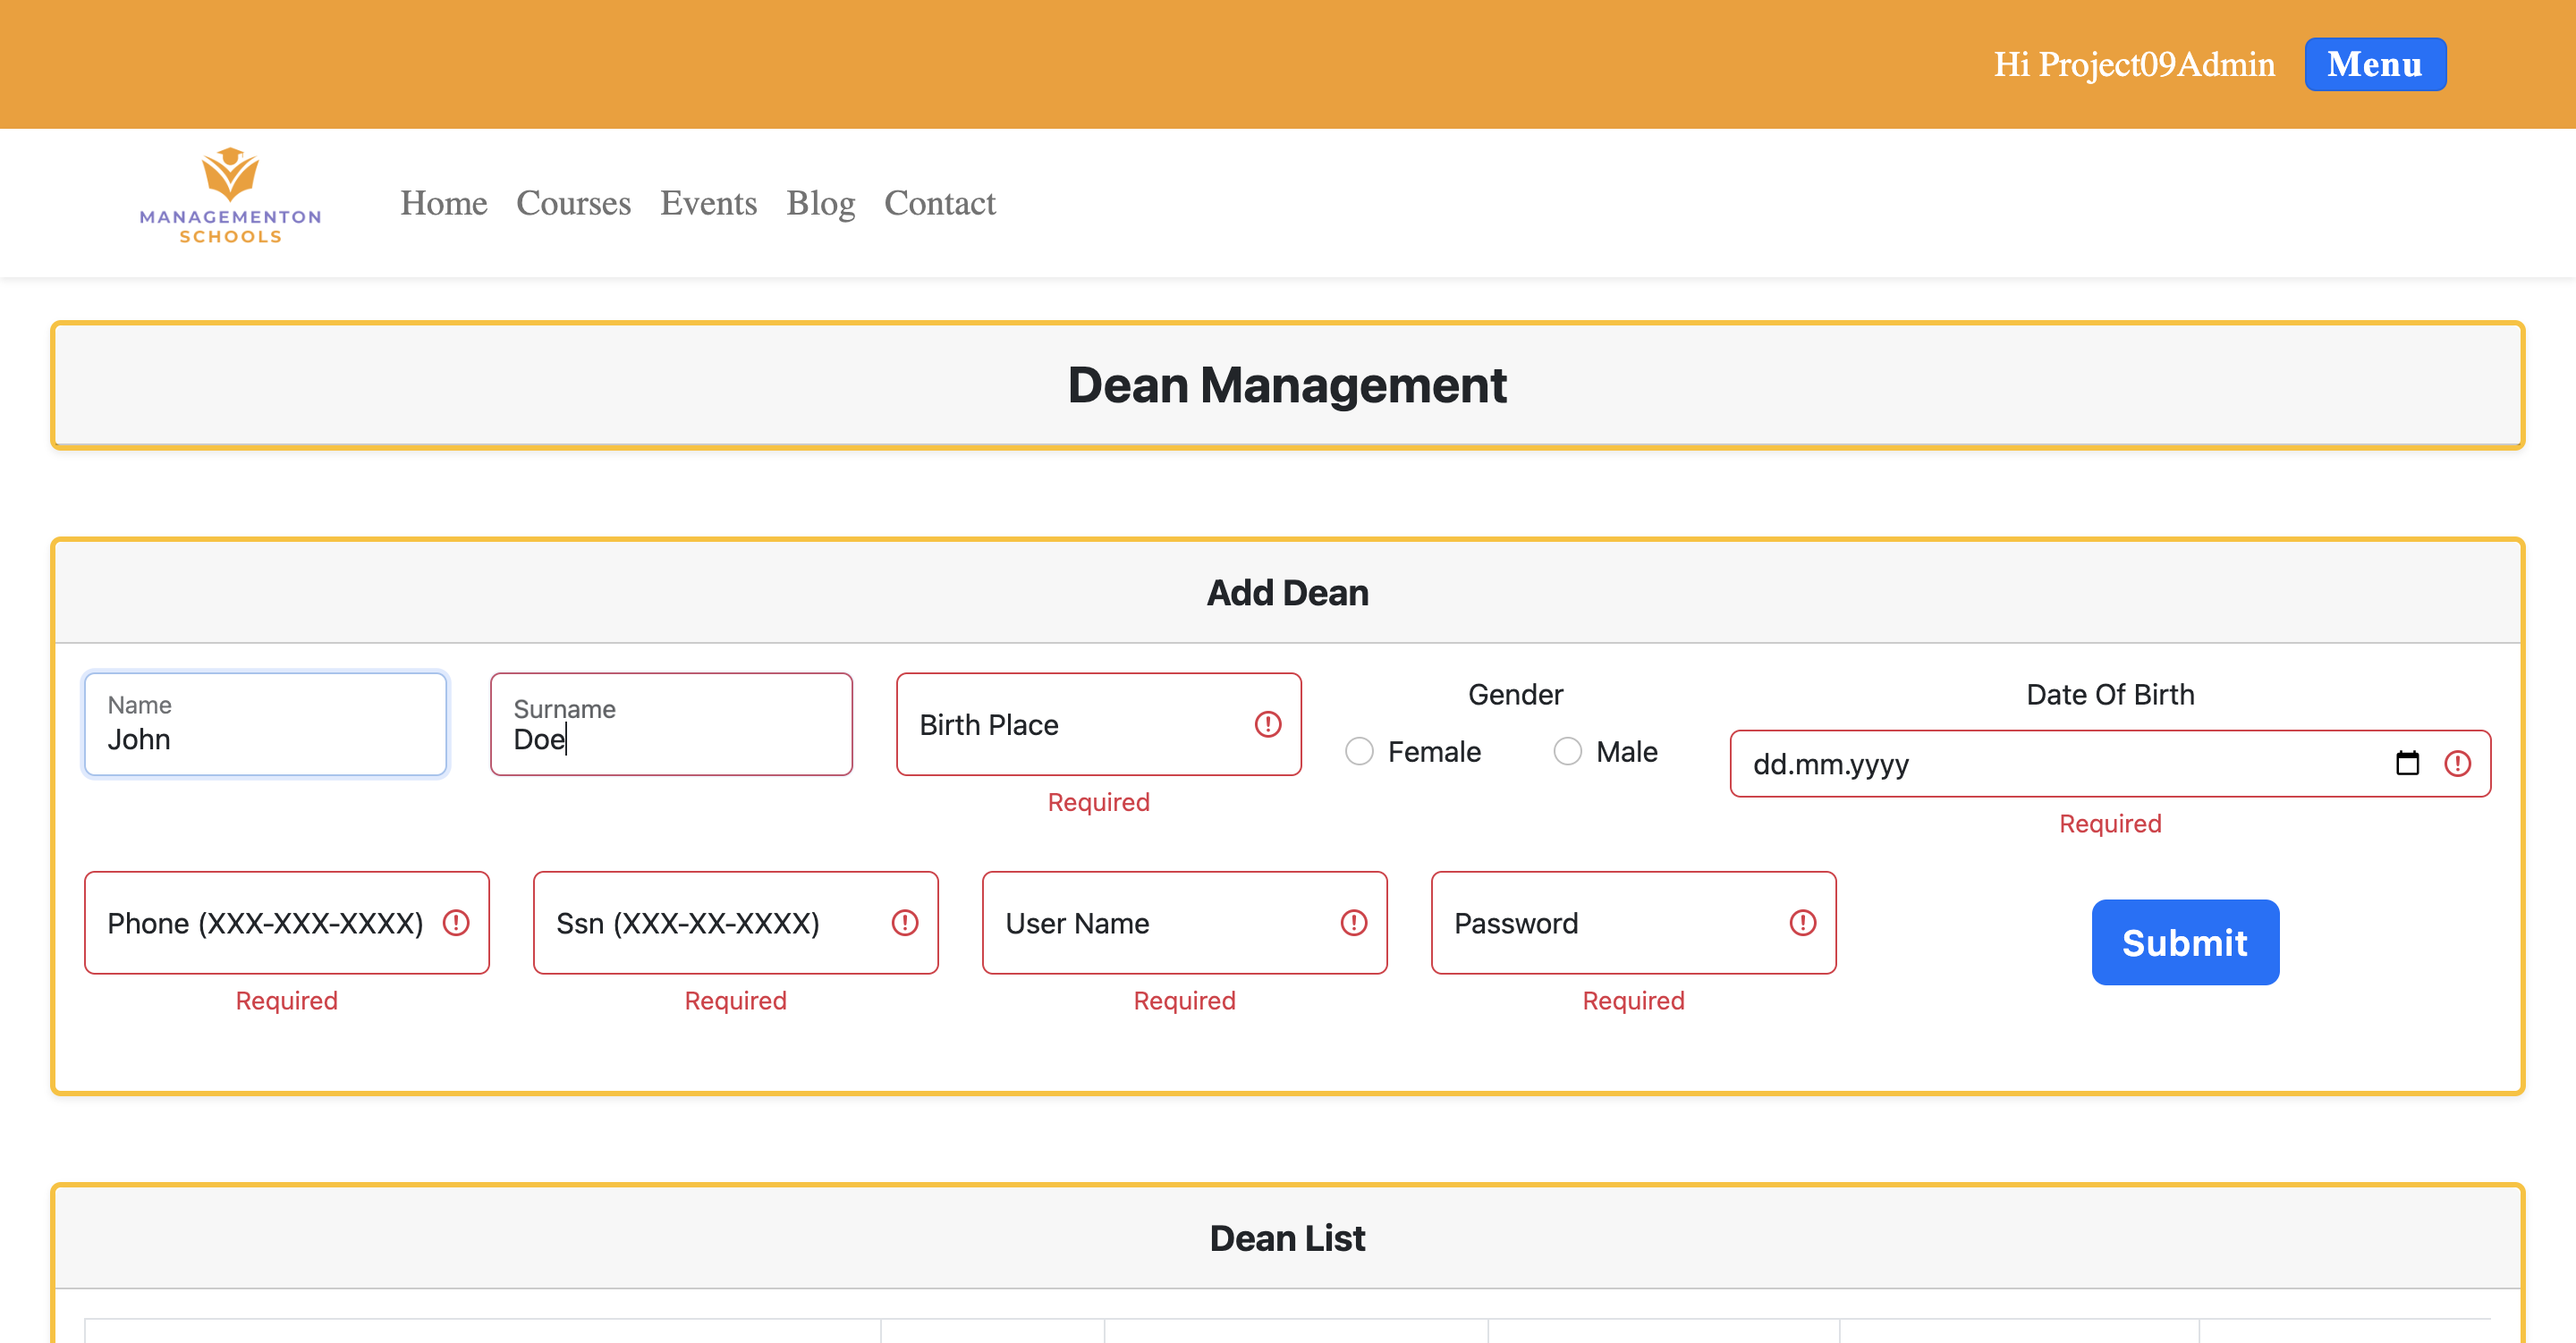 Hi Project09Admin Menu
MANAGEMENTON
SCHOOLS
Home Courses Events Blog Contact
Dean Management
Add Dean
Name
John
Surname
Doe
Birth Place
Required
Gender
Female Male
Date Of Birth
dd.mm.yyyy
Required
Phone (XXX-XXX-XXXX)
Required
Ssn (XXX-XX-XXXX)
Required
User Name
Required
Password
Required
Submit
Dean List